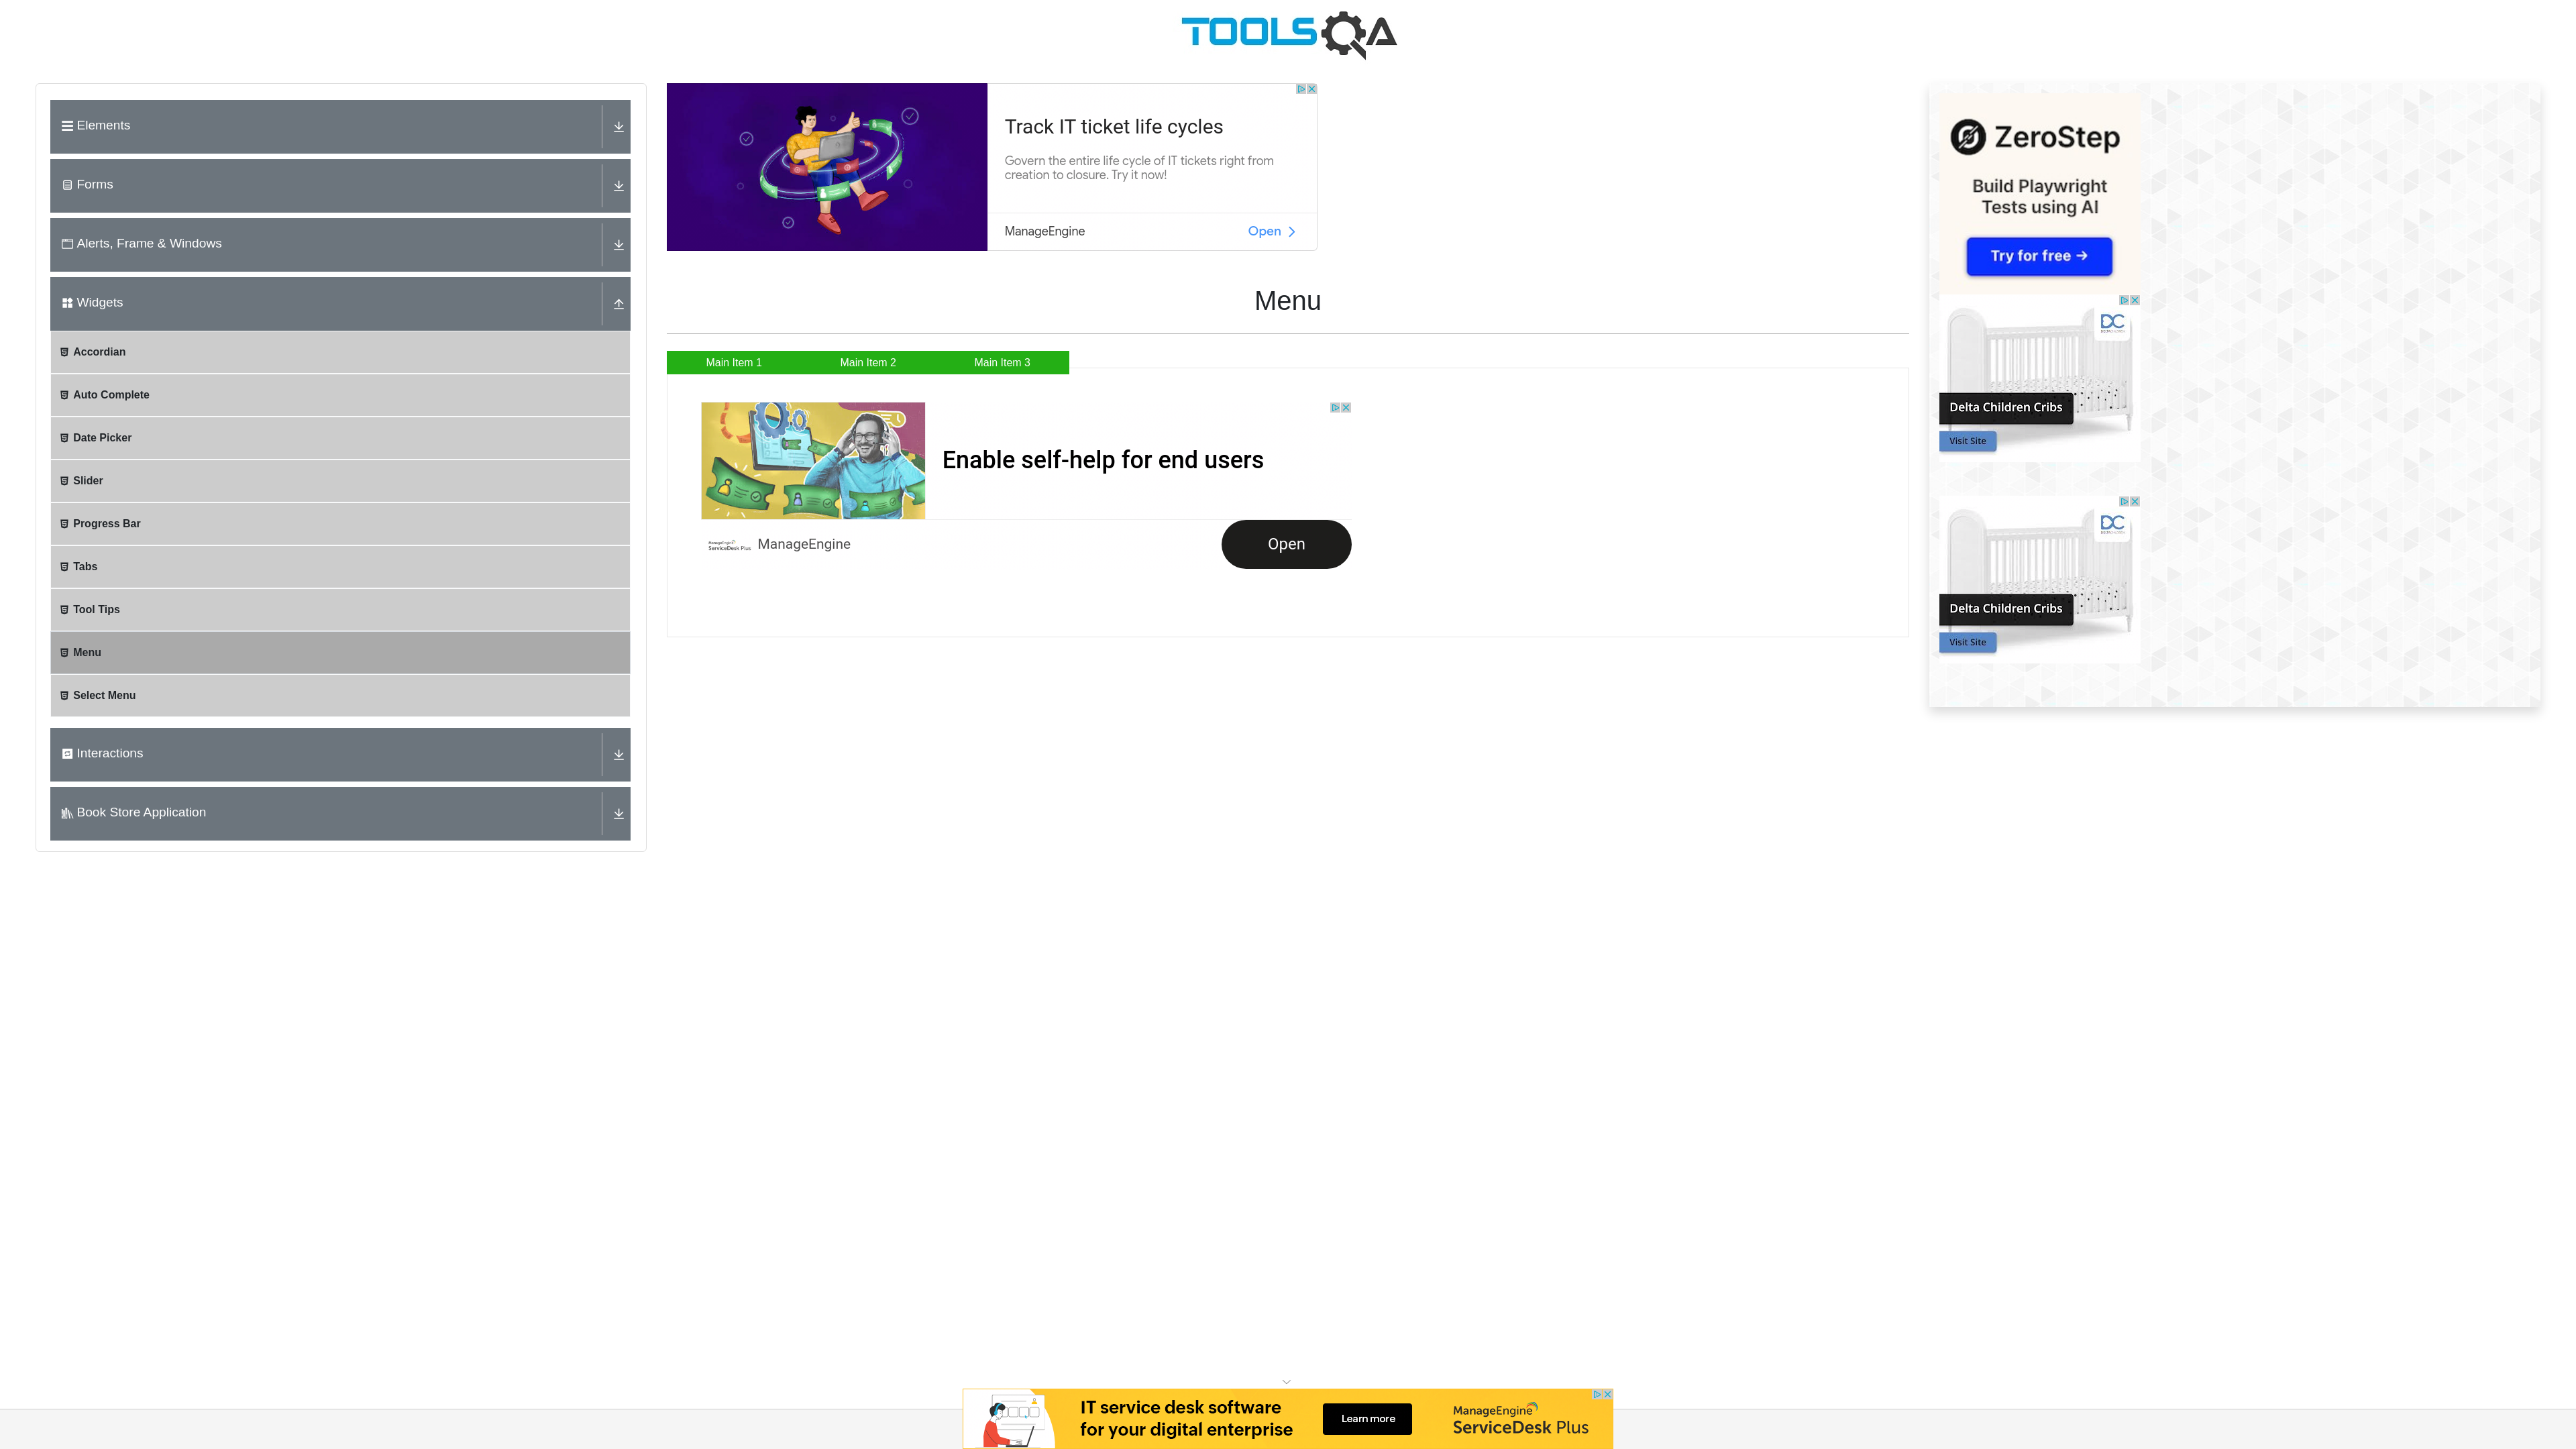 TOOLSQA
Elements
Forms
Alerts, Frame & Windows
Widgets
Accordian
Auto Complete
Date Picker
Slider
Progress Bar
Tabs
Tool Tips
Menu
Select Menu
Interactions
Book Store Application
Track IT ticket life cycles
Govern the entire life cycle of IT tickets right from
creation to closure. Try it now!
ManageEngine
Open
Menu
Main Item 1
Main Item 2
Main Item 3
Enable self-help for end users
ManageEngine
ServiceDesk Plus
ManageEngine
Open
ZeroStep
Build Playwright
Tests using AI
Try for free →
DC
Delta Children Cribs
Visit Site
DC
Delta Children Cribs
Visit Site
IT service desk software
for your digital enterprise
Learn more
ManageEngine
ServiceDesk Plus